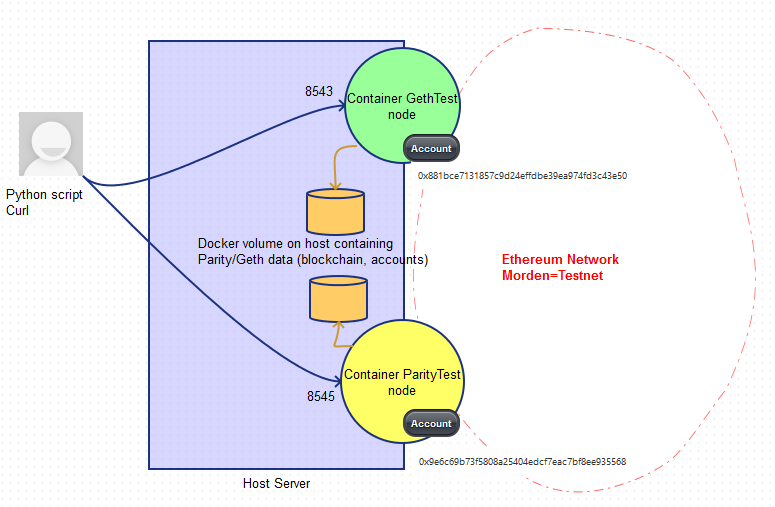 8543
Container GethTest
node
Account
0x881bce7131857c9d24effdbe39ea974fd3c43e50
Python script
Curl
Docker volume on host containing
Parity/Geth data (blockchain, accounts)
Ethereum Network
Morden=Testnet
Container ParityTest
node
8545
Account
0x9e6c69b73f5808a25404edcf7eac7bf8ee935568
Host Server